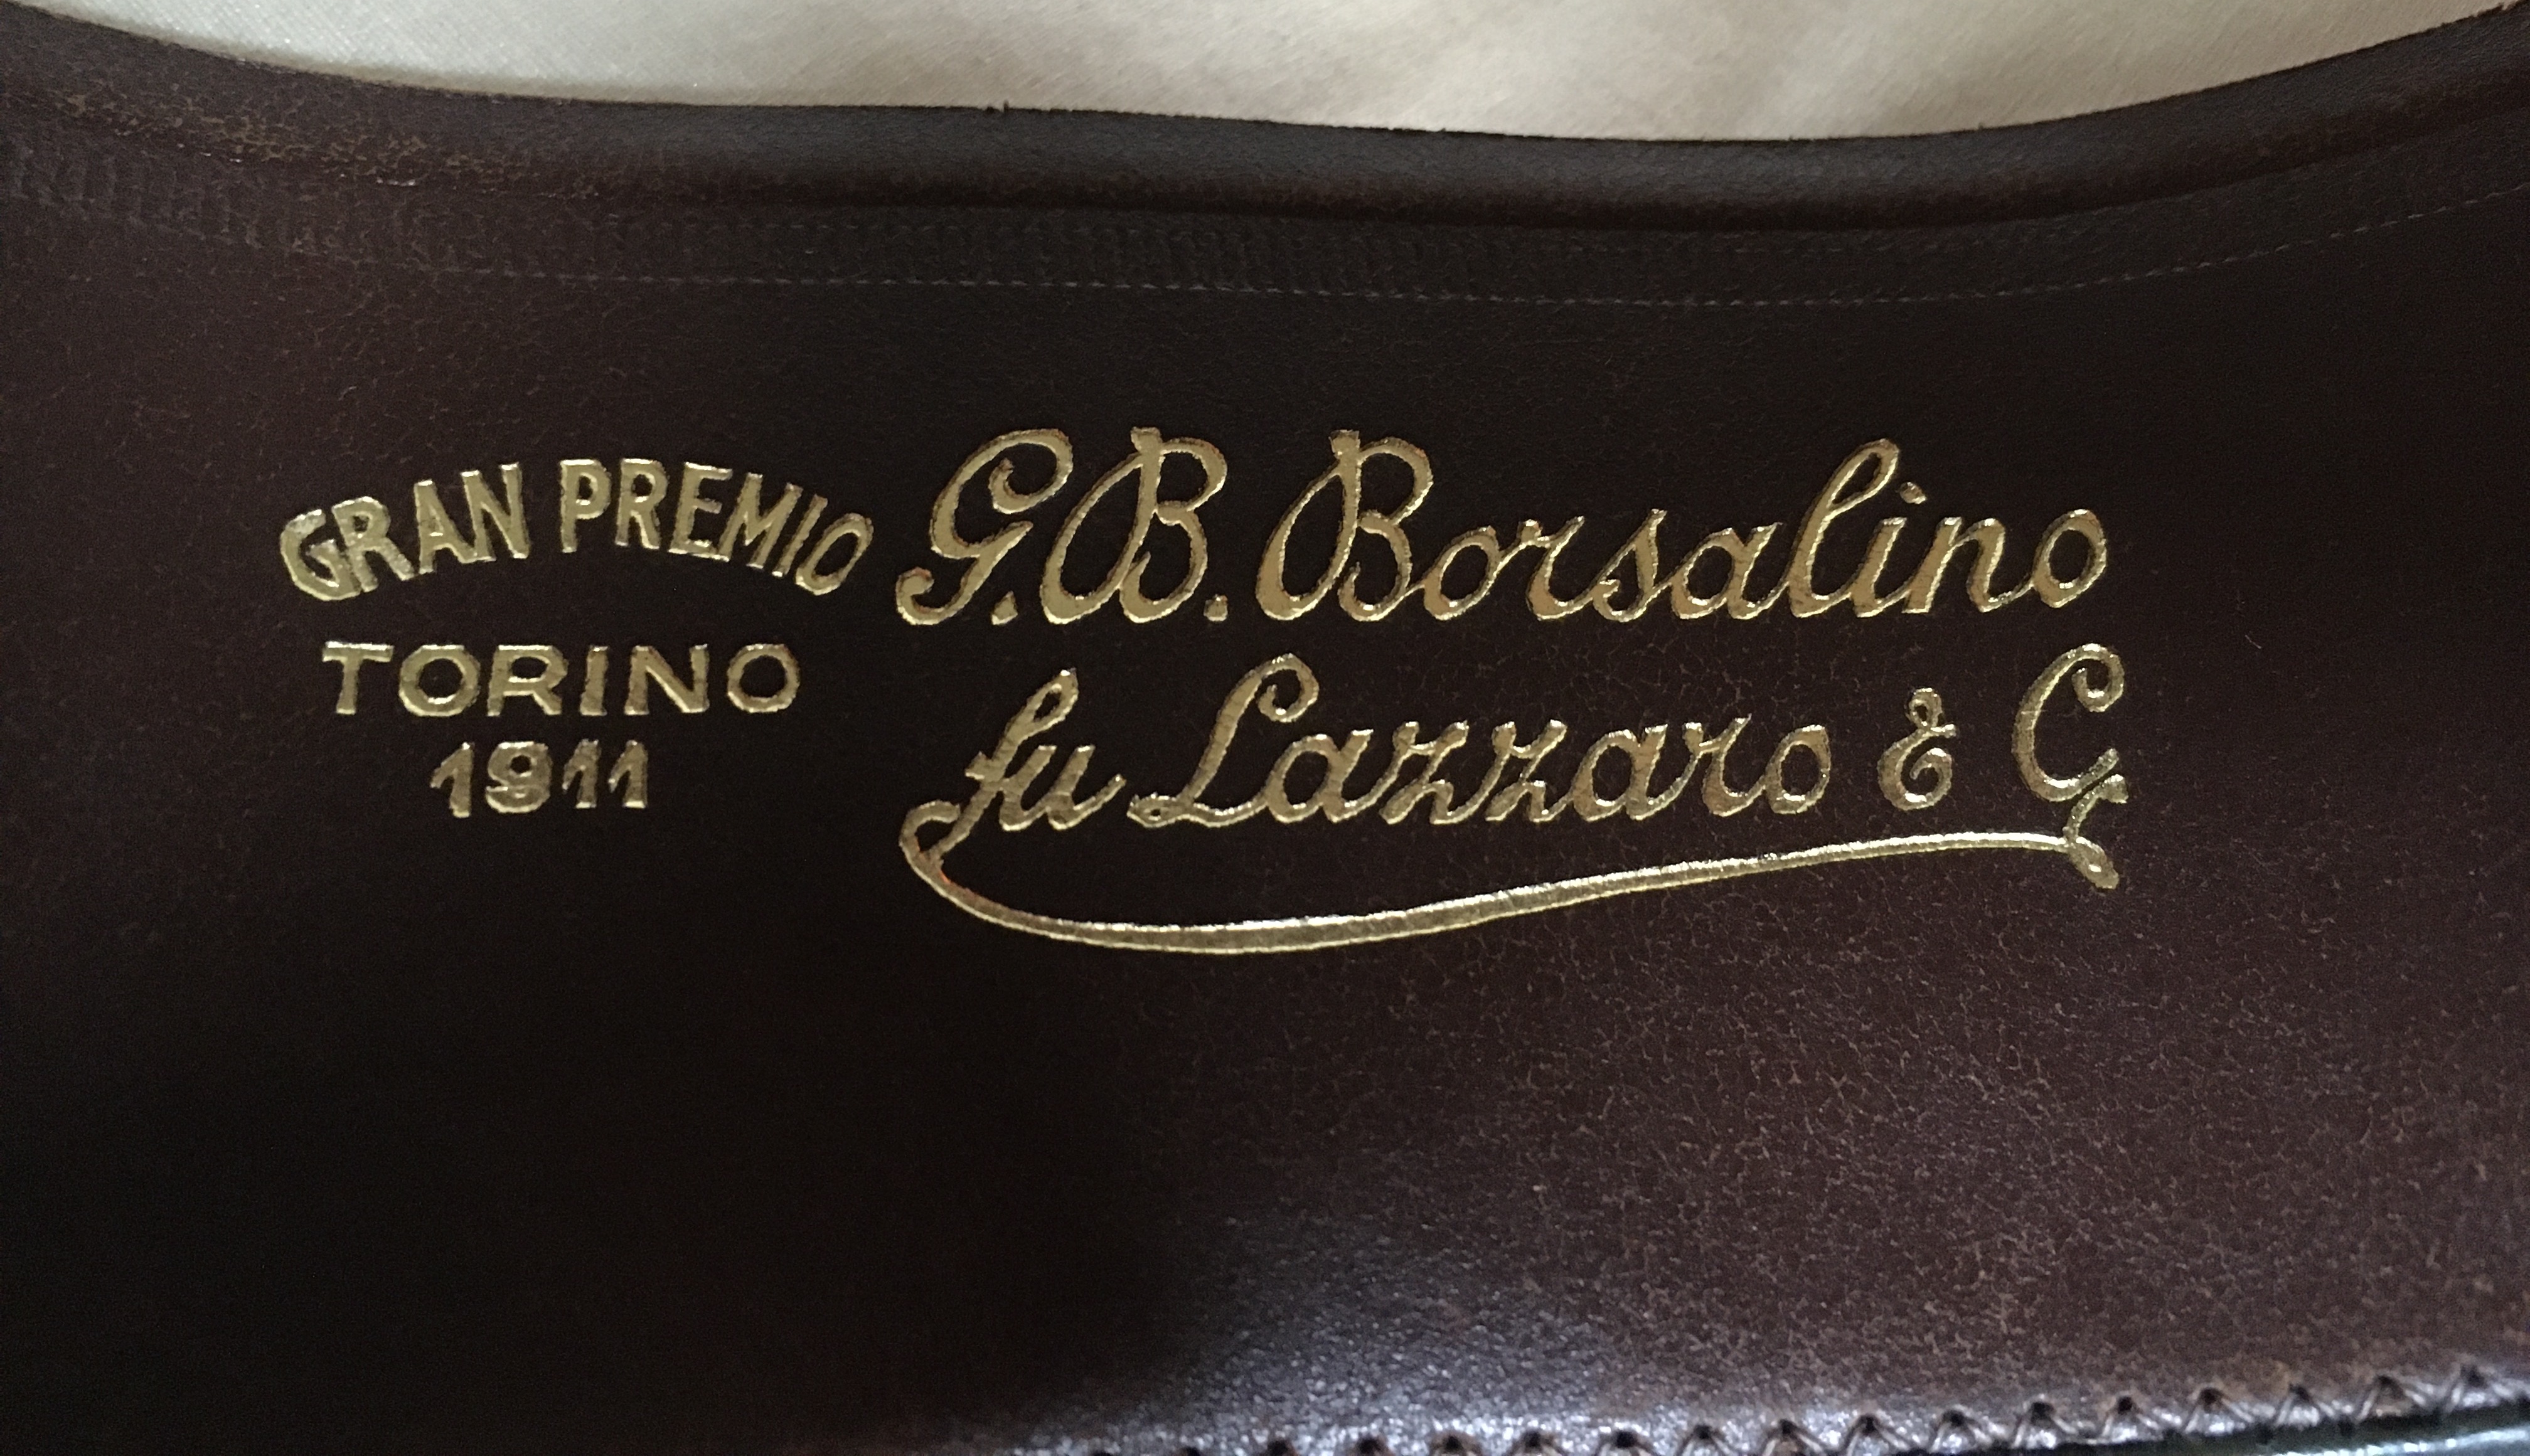 GRAN PREMIO
TORINO
1911
G.B. Borsalino
fu Lazzaro & C.